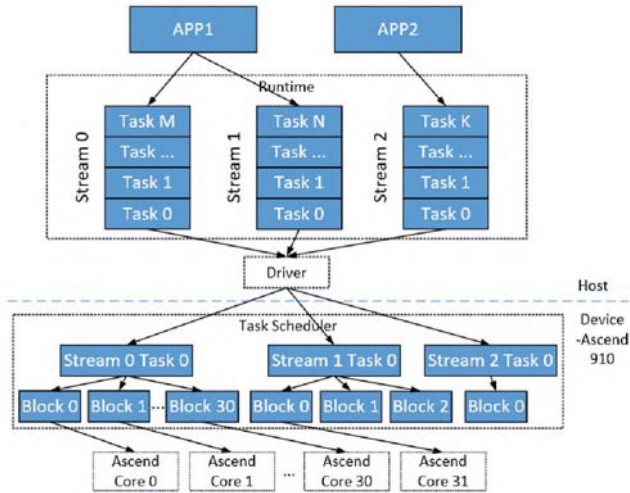 APP1 APP2
Runtime
Stream 0 Stream 1 Stream 2
Task M Task N Task K
Task ... Task ... Task ...
Task 1 Task 1 Task 1
Task 0 Task 0 Task 0
Driver
Host
Task Scheduler
Device
-Ascend
910
Stream 0 Task 0 Stream 1 Task 0 Stream 2 Task 0
Block 0 Block 1 ... Block 30 Block 0 Block 1 Block 2 Block 0
Ascend Ascend Ascend Ascend
Core 0 Core 1 ... Core 30 Core 31